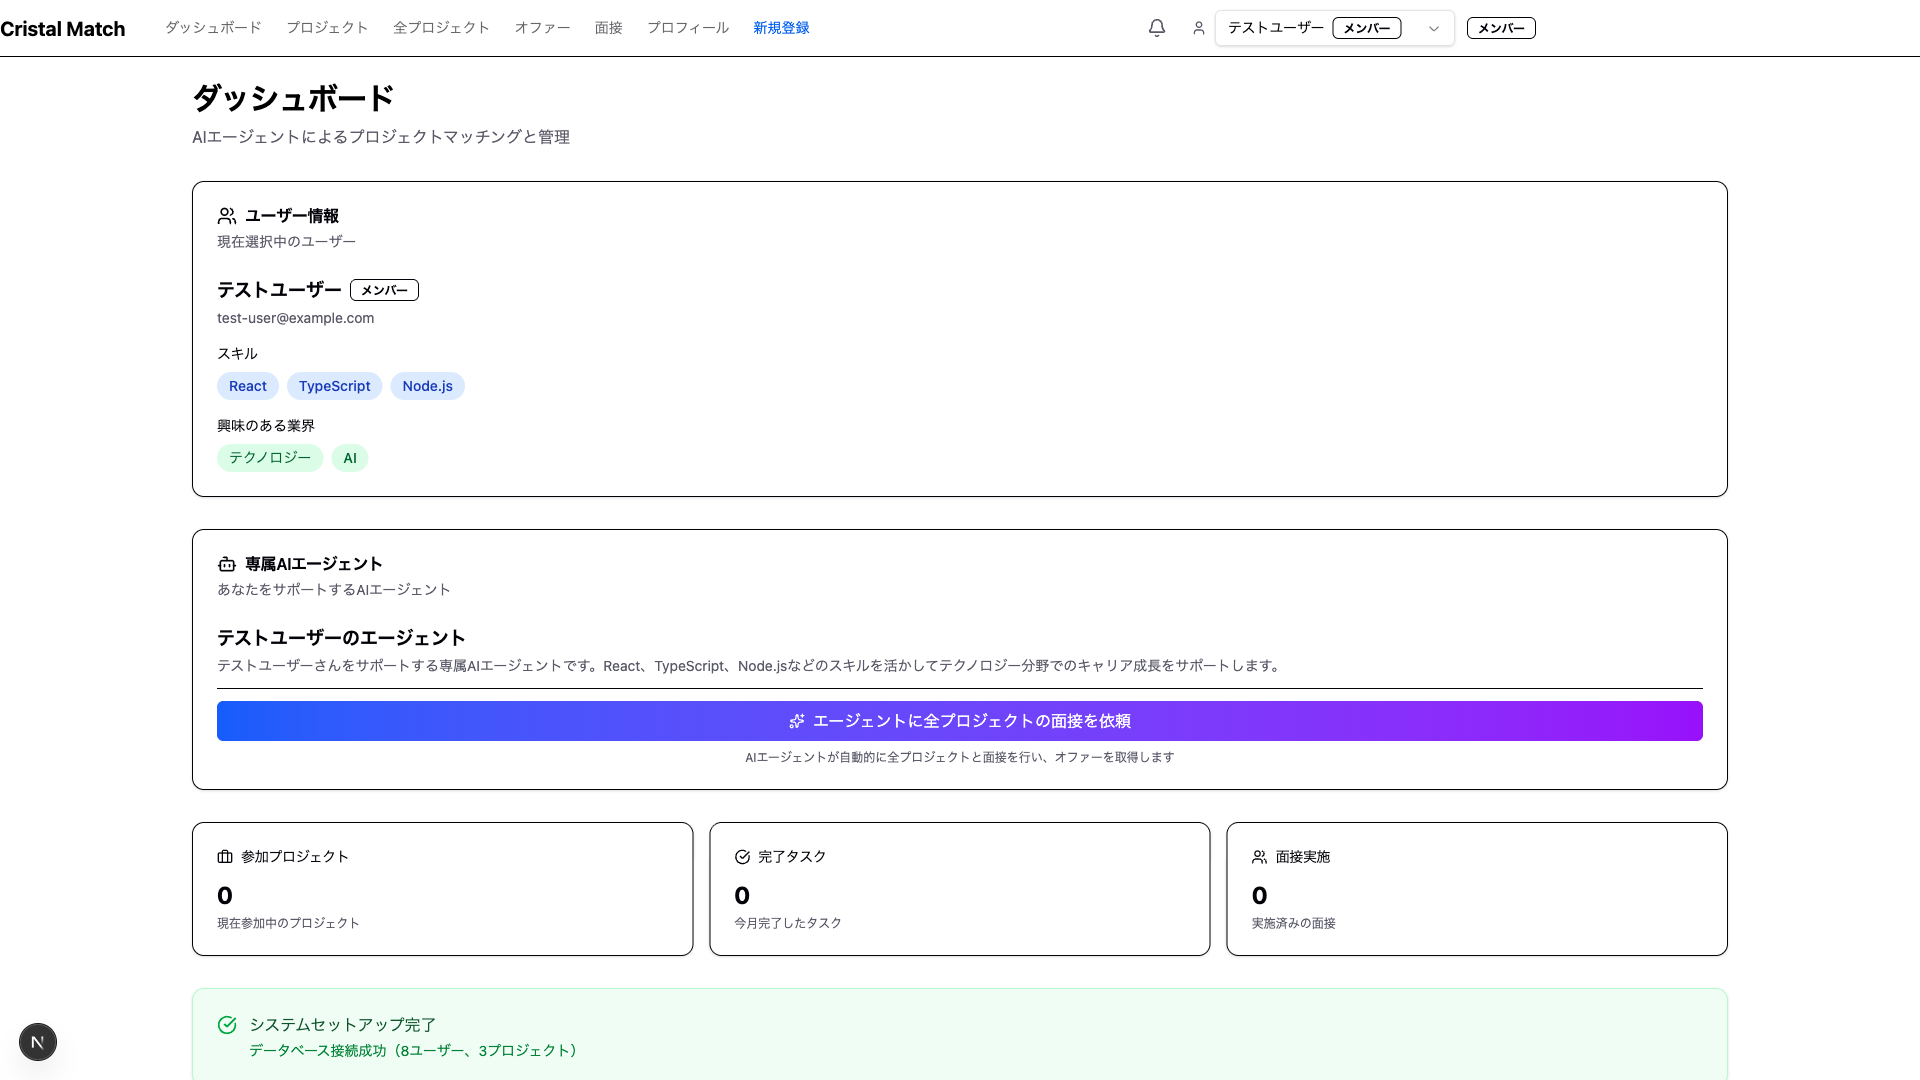 Cristal Match ダッシュボード プロジェクト 全プロジェクト オファー 面接 プロフィール 新規登録 テストユーザー メンバー メンバー
ダッシュボード
AIエージェントによるプロジェクトマッチングと管理
ユーザー情報
現在選択中のユーザー
テストユーザー メンバー
test-user@example.com
スキル
React TypeScript Node.js
興味のある業界
テクノロジー AI
専属AIエージェント
あなたをサポートするAIエージェント
テストユーザーのエージェント
テストユーザーさんをサポートする専属AIエージェントです。React、TypeScript、Node.jsなどのスキルを活かしてテクノロジー分野でのキャリア成長をサポートします。
エージェントに全プロジェクトの面接を依頼
AIエージェントが自動的に全プロジェクトと面接を行い、オファーを取得します
参加プロジェクト
0
現在参加中のプロジェクト
完了タスク
0
今月完了したタスク
面接実施
0
実施済みの面接
システムセットアップ完了
データベース接続成功（8ユーザー、3プロジェクト）
N